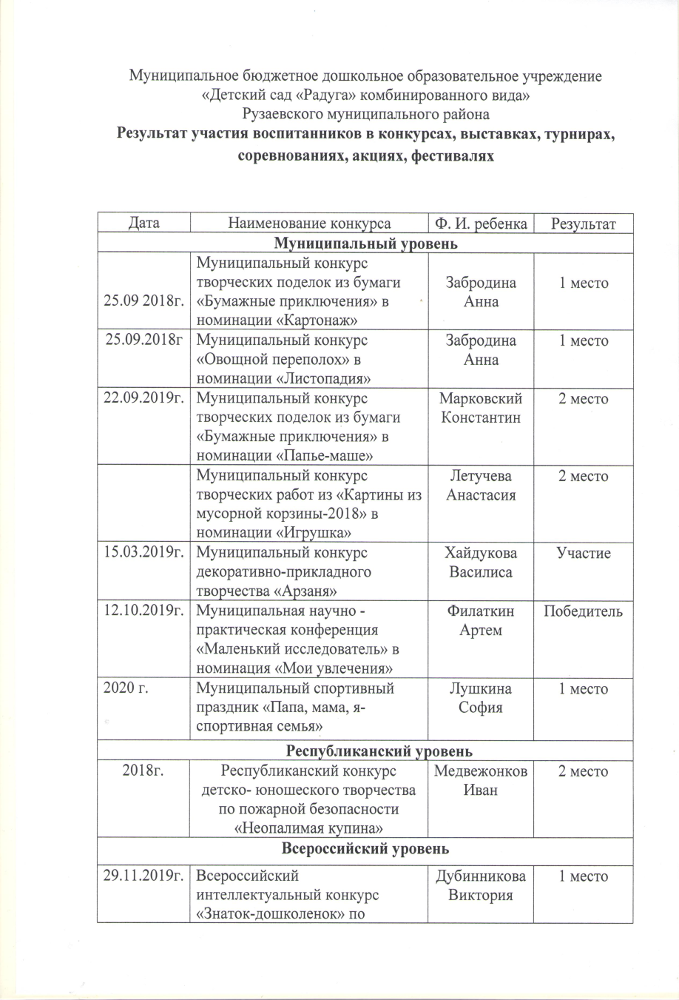 Муниципальное бюджетное дошкольное образовательное учреждение
«Детский сад «Радуга» комбинированного вида»
Рузаевского муниципального района
Результат участия воспитанников в конкурсах, выставках, турнирах,
соревнованиях, акциях, фестивалях
Дата Наименование конкурса Ф. И. ребенка Результат
Муниципальный уровень
Муниципальный конкурс
творческих поделок из бумаги Забродина 1 место
25.09 2018г. «Бумажные приключения» в Анна
номинации «Картонаж»
25.09.2018г Муниципальный конкурс Забродина 1 место
«Овощной переполох» в Анна
номинации «Листопадия»
22.09.2019г. Муниципальный конкурс Марковский 2 место
творческих поделок из бумаги Константин
«Бумажные приключения» в
номинации «Папье-маше»
Муниципальный конкурс Летучева 2 место
творческих работ из «Картины из Анастасия
мусорной корзины-2018» в
номинации «Игрушка»
15.03.2019г. Муниципальный конкурс Хайдукова Участие
декоративно-прикладного Василиса
творчества «Арзаня»
12.10.2019г. Муниципальная научно - Филаткин Победитель
практическая конференция Артем
«Маленький исследователь» в
номинация «Мои увлечения»
2020 г. Муниципальный спортивный Лушкина 1 место
праздник «Папа, мама, я- София
спортивная семья»
Республиканский уровень
2018г. Республиканский конкурс Медвежонков 2 место
детско- юношеского творчества Иван
по пожарной безопасности
«Неопалимая купина»
Всероссийский уровень
29.11.2019г. Всероссийский Дубинникова 1 место
интеллектуальный конкурс Виктория
«Знаток-дошколенок» по